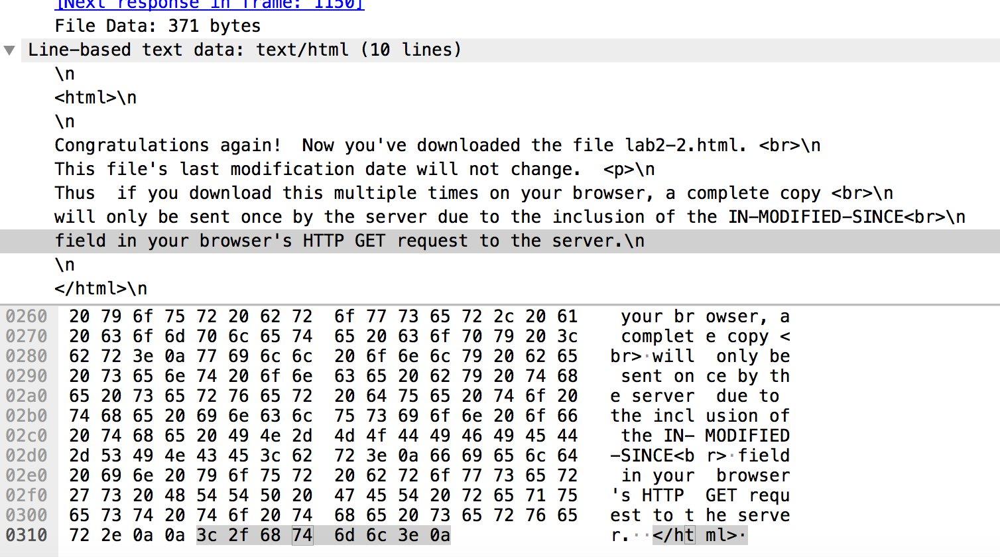 [Next response in frame: 1150]
File Data: 371 bytes
Line-based text data: text/html (10 lines)
\n
<html>\n
\n
Congratulations again!  Now you've downloaded the file lab2-2.html. <br>\n
This file's last modification date will not change.  <p>\n
Thus  if you download this multiple times on your browser, a complete copy <br>\n
will only be sent once by the server due to the inclusion of the IN-MODIFIED-SINCE<br>\n
field in your browser's HTTP GET request to the server.\n
\n
</html>\n
0260 20 79 6f 75 72 20 62 72  6f 77 73 65 72 2c 20 61  your br owser, a
0270 20 63 6f 6d 70 6c 65 74  65 20 63 6f 70 79 20 3c  complet e copy <
0280 62 72 3e 0a 77 69 6c 6c  20 6f 6e 6c 79 20 62 65  br>·will  only be
0290 20 73 65 6e 74 20 6f 6e  63 65 20 62 79 20 74 68  sent on ce by th
02a0 65 20 73 65 72 76 65 72  20 64 75 65 20 74 6f 20  e server  due to
02b0 74 68 65 20 69 6e 63 6c  75 73 69 6f 6e 20 6f 66  the incl usion of
02c0 20 74 68 65 20 49 4e 2d  4d 4f 44 49 46 49 45 44  the IN- MODIFIED
02d0 2d 53 49 4e 43 45 3c 62  72 3e 0a 66 69 65 6c 64  -SINCE<b r>·field
02e0 20 69 6e 20 79 6f 75 72  20 62 72 6f 77 73 65 72  in your  browser
02f0 27 73 20 48 54 54 50 20  47 45 54 20 72 65 71 75  's HTTP  GET requ
0300 65 73 74 20 74 6f 20 74  68 65 20 73 65 72 76 65  est to t he serve
0310 72 2e 0a 0a 3c 2f 68 74  6d 6c 3e 0a  r.··</ht ml>·